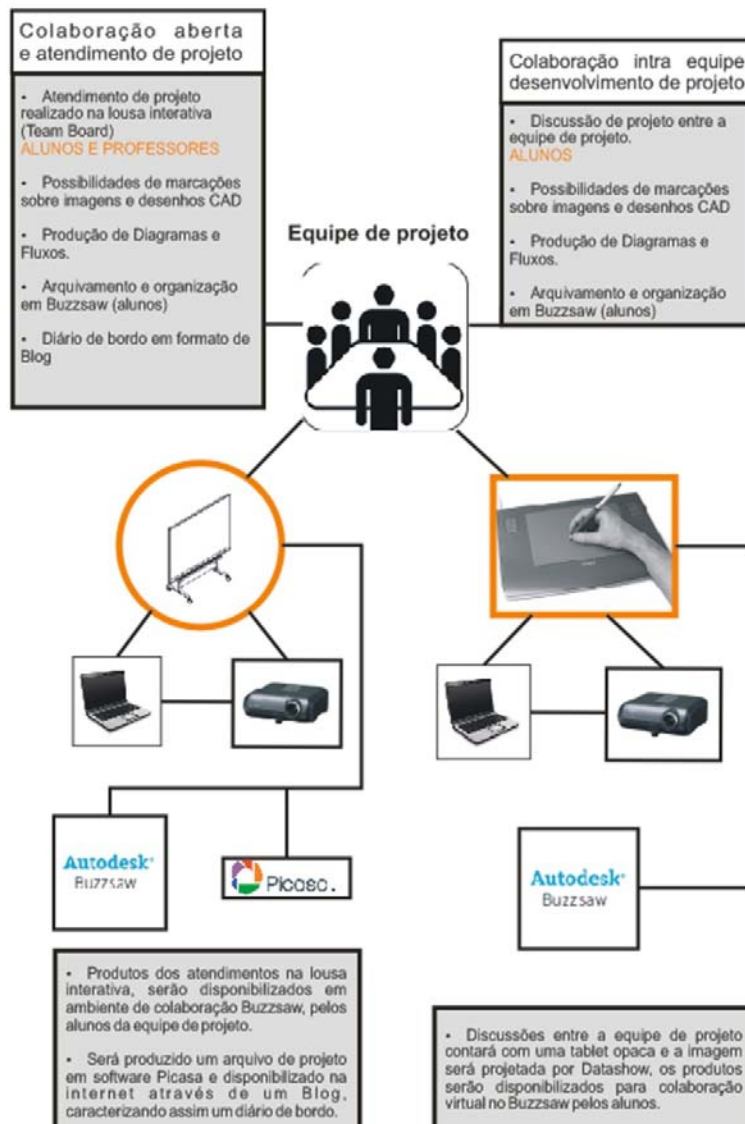 Colaboração aberta
e atendimento de projeto
• Atendimento de projeto
realizado na lousa interativa
(Team Board)
ALUNOS E PROFESSORES
• Possibilidades de marcações
sobre imagens e desenhos CAD
• Produção de Diagramas e
Fluxos.
• Arquivamento e organização
em Buzzsaw (alunos)
• Diário de bordo em formato de
Blog
Colaboração intra equipe
desenvolvimento de projeto
• Discussão de projeto entre a
equipe de projeto.
ALUNOS
• Possibilidades de marcações
sobre imagens e desenhos CAD
• Produção de Diagramas e
Fluxos.
• Arquivamento e organização
em Buzzsaw (alunos)
Equipe de projeto
Autodesk®
Buzzsaw
Picasa.
Autodesk®
Buzzsaw
• Produtos dos atendimentos na lousa
interativa, serão disponibilizados em
ambiente de colaboração Buzzsaw, pelos
alunos da equipe de projeto.
• Será produzido um arquivo de projeto
em software Picasa e disponibilizado na
internet através de um Blog,
caracterizando assim um diário de bordo.
• Discussões entre a equipe de projeto
contará com uma tablet opaca e a imagem
será projetada por Datashow, os produtos
serão disponibilizados para colaboração
virtual no Buzzsaw pelos alunos.